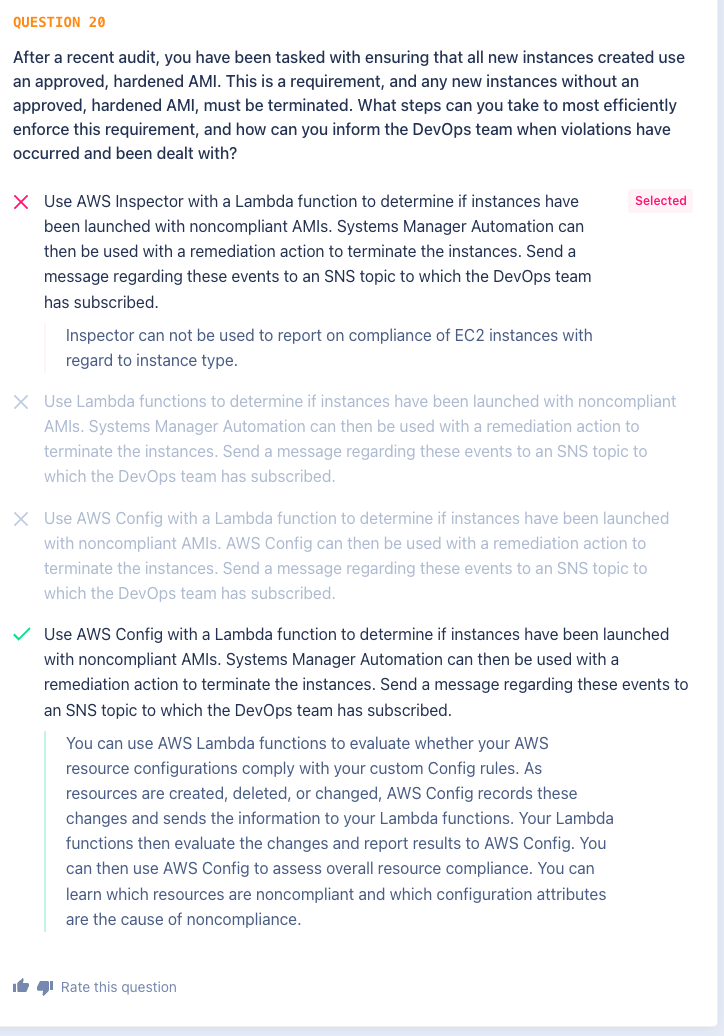 QUESTION 20
After a recent audit, you have been tasked with ensuring that all new instances created use
an approved, hardened AMI. This is a requirement, and any new instances without an
approved, hardened AMI, must be terminated. What steps can you take to most efficiently
enforce this requirement, and how can you inform the DevOps team when violations have
occurred and been dealt with?
Use AWS Inspector with a Lambda function to determine if instances have
been launched with noncompliant AMIs. Systems Manager Automation can
then be used with a remediation action to terminate the instances. Send a
message regarding these events to an SNS topic to which the DevOps team
has subscribed.
Selected
Inspector can not be used to report on compliance of EC2 instances with
regard to instance type.
Use Lambda functions to determine if instances have been launched with noncompliant
AMIs. Systems Manager Automation can then be used with a remediation action to
terminate the instances. Send a message regarding these events to an SNS topic to
which the DevOps team has subscribed.
Use AWS Config with a Lambda function to determine if instances have been launched
with noncompliant AMIs. AWS Config can then be used with a remediation action to
terminate the instances. Send a message regarding these events to an SNS topic to
which the DevOps team has subscribed.
Use AWS Config with a Lambda function to determine if instances have been launched
with noncompliant AMIs. Systems Manager Automation can then be used with a
remediation action to terminate the instances. Send a message regarding these events to
an SNS topic to which the DevOps team has subscribed.
You can use AWS Lambda functions to evaluate whether your AWS
resource configurations comply with your custom Config rules. As
resources are created, deleted, or changed, AWS Config records these
changes and sends the information to your Lambda functions. Your Lambda
functions then evaluate the changes and report results to AWS Config. You
can then use AWS Config to assess overall resource compliance. You can
learn which resources are noncompliant and which configuration attributes
are the cause of noncompliance.
Rate this question